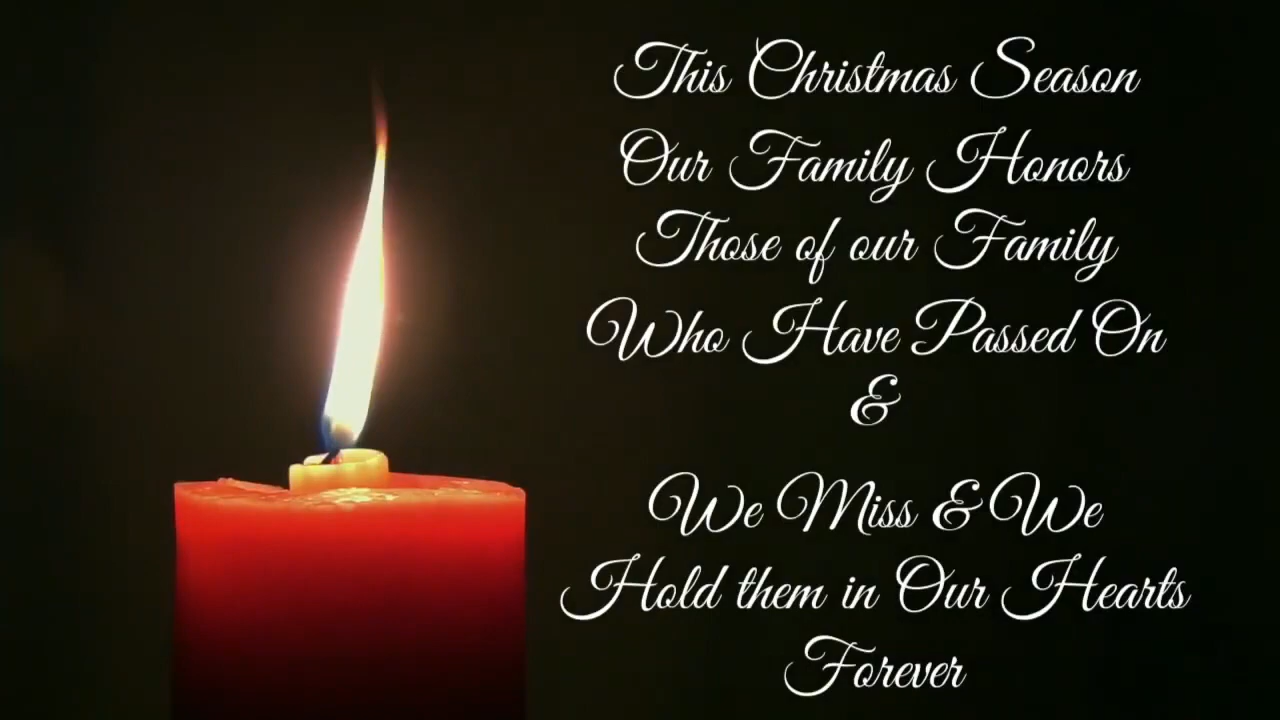 This Christmas Season
Our Family Honors
Those of our Family
Who Have Passed On
&
We Miss & We
Hold them in Our Hearts
Forever